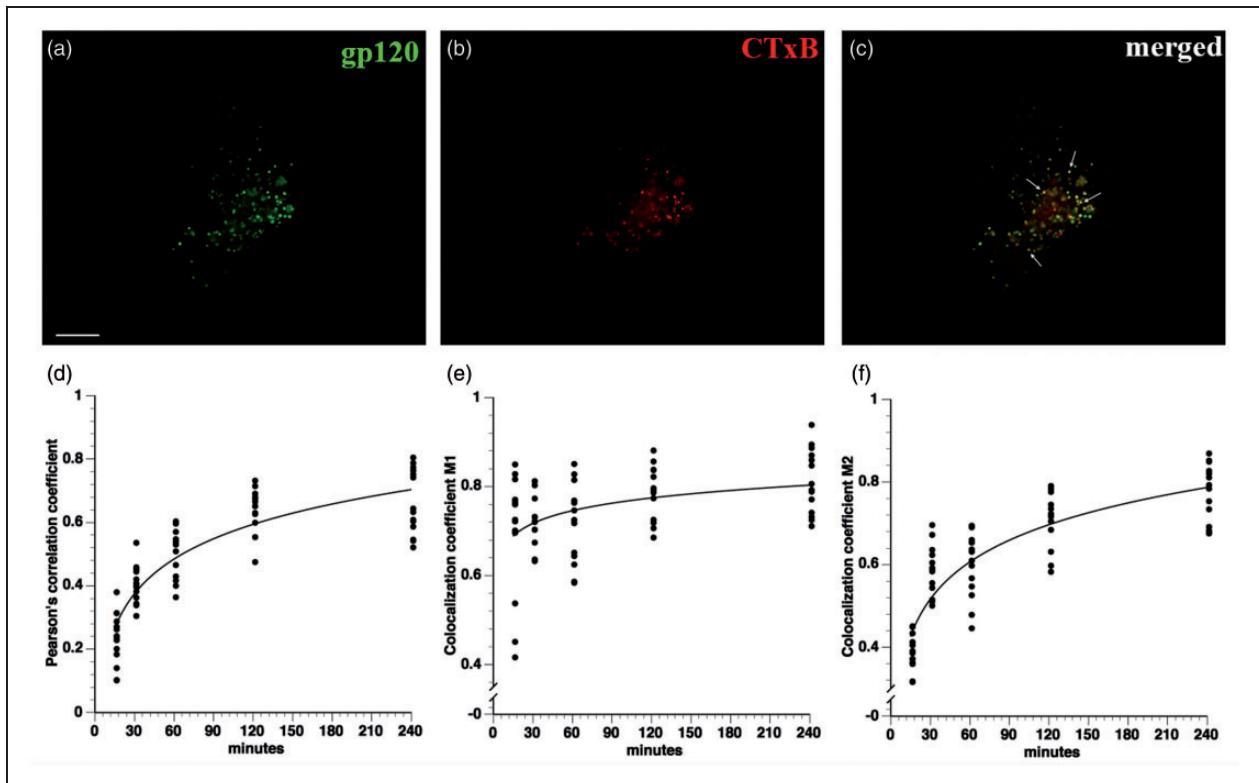 (a) gp120
(b) CTxB
(c) merged
(d)
Pearson's correlation coefficient
1
0.8
0.6
0.4
0.2
0
0 30 60 90 120 150 180 210 240
minutes
(e)
Colocalization coefficient M1
1
0.8
0.6
0.4
-0
0 30 60 90 120 150 180 210 240
minutes
(f)
Colocalization coefficient M2
1
0.8
0.6
0.4
-0
0 30 60 90 120 150 180 210 240
minutes